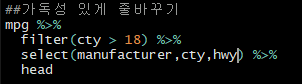 ##가독성 있게 줄바꾸기
mpg %>%
  filter(cty > 18) %>%
  select(manufacturer,cty,hwy) %>%
  head